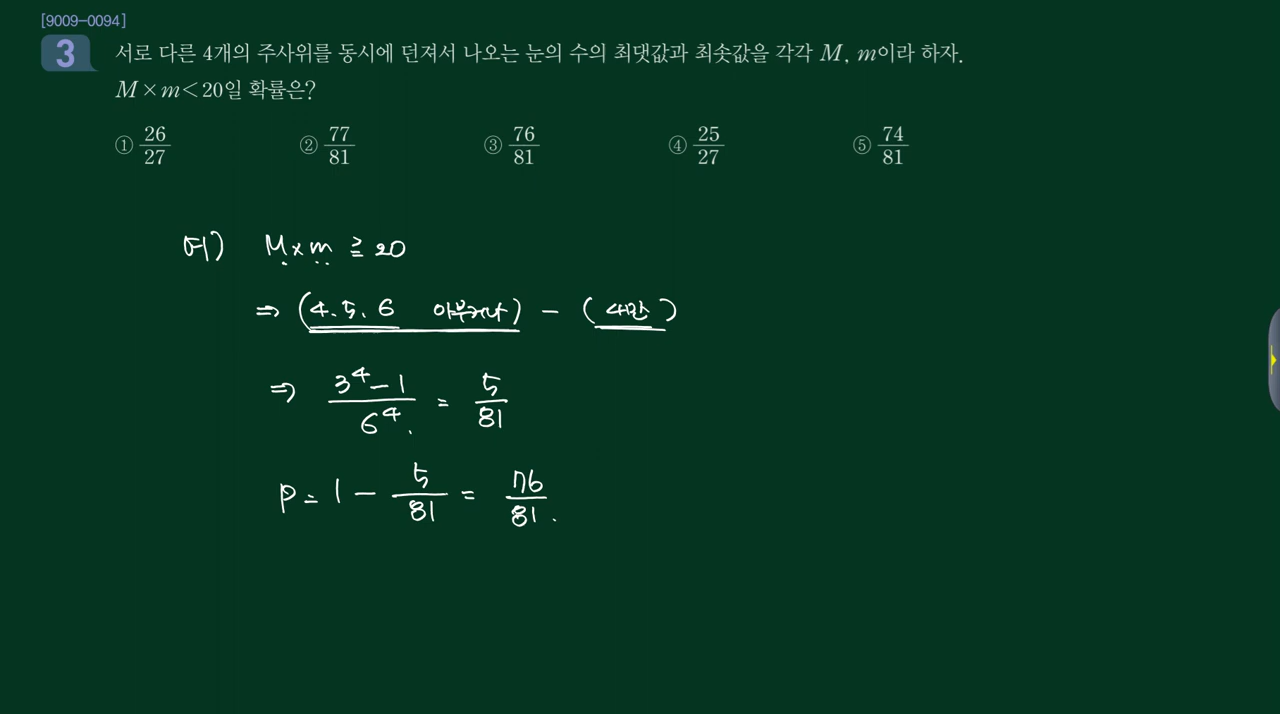 [9009-0094]
3 서로 다른 4개의 주사위를 동시에 던져서 나오는 눈의 수의 최댓값과 최솟값을 각각 M, m이라 하자.
M×m<20일 확률은?
① 26/27 ② 77/81 ③ 76/81 ④ 25/27 ⑤ 74/81
여) M×m ≧ 20
⇒ (4, 5, 6 아무거나) − (4만)
⇒ (3⁴−1)/6⁴ = 5/81
P = 1 − 5/81 = 76/81.